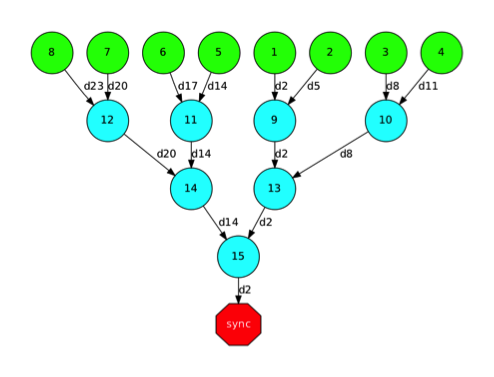 8 7 6 5 1 2 3 4
d23 d20 d17 d14 d2 d5 d8 d11
12 11 9 10
d20 d14 d2 d8
14 13
d14 d2
15
d2
sync